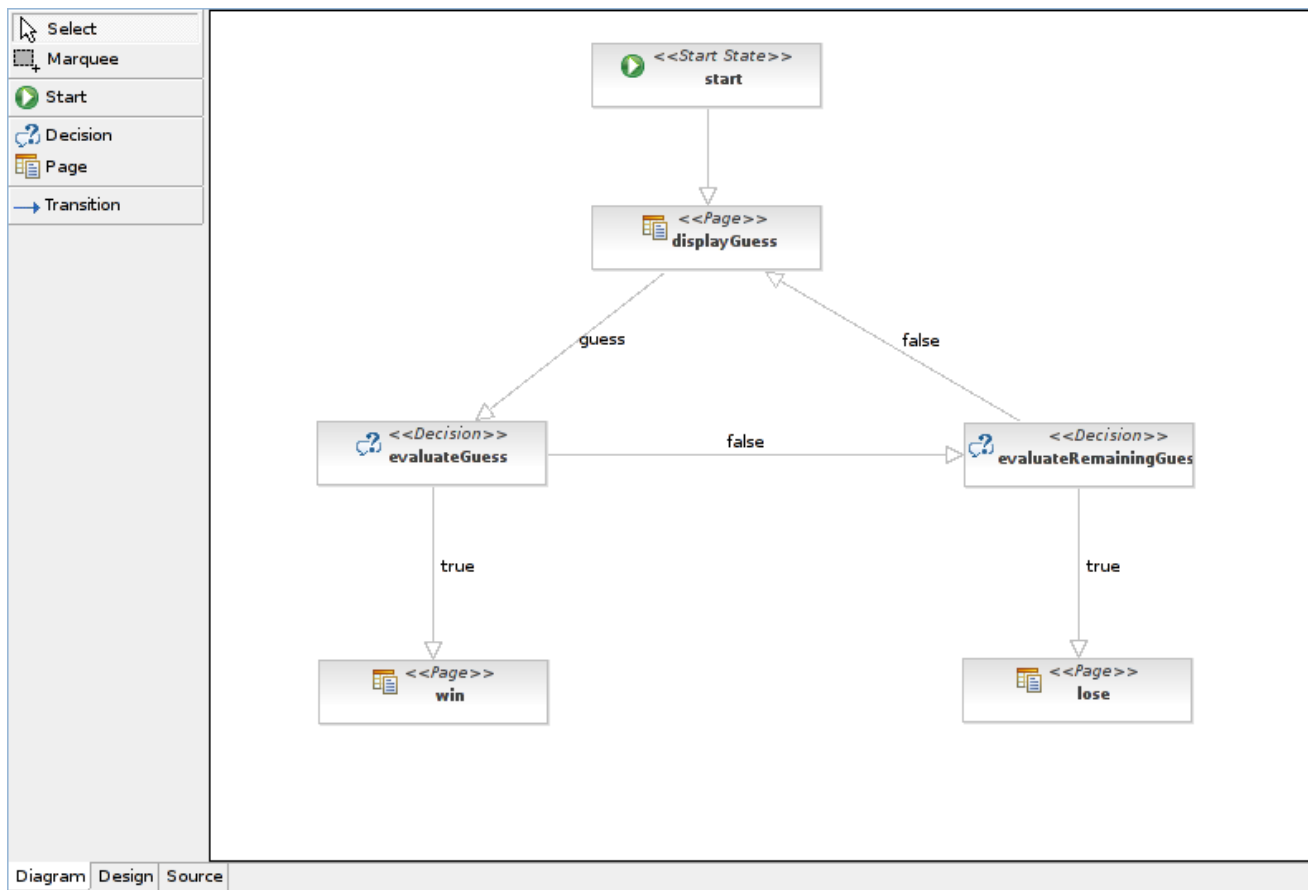 Select
Marquee
Start
Decision
Page
Transition
<<Start State>>
start
<<Page>>
displayGuess
guess
false
<<Decision>>
evaluateGuess
false
<<Decision>>
evaluateRemainingGues
true
true
<<Page>>
win
<<Page>>
lose
Diagram Design Source